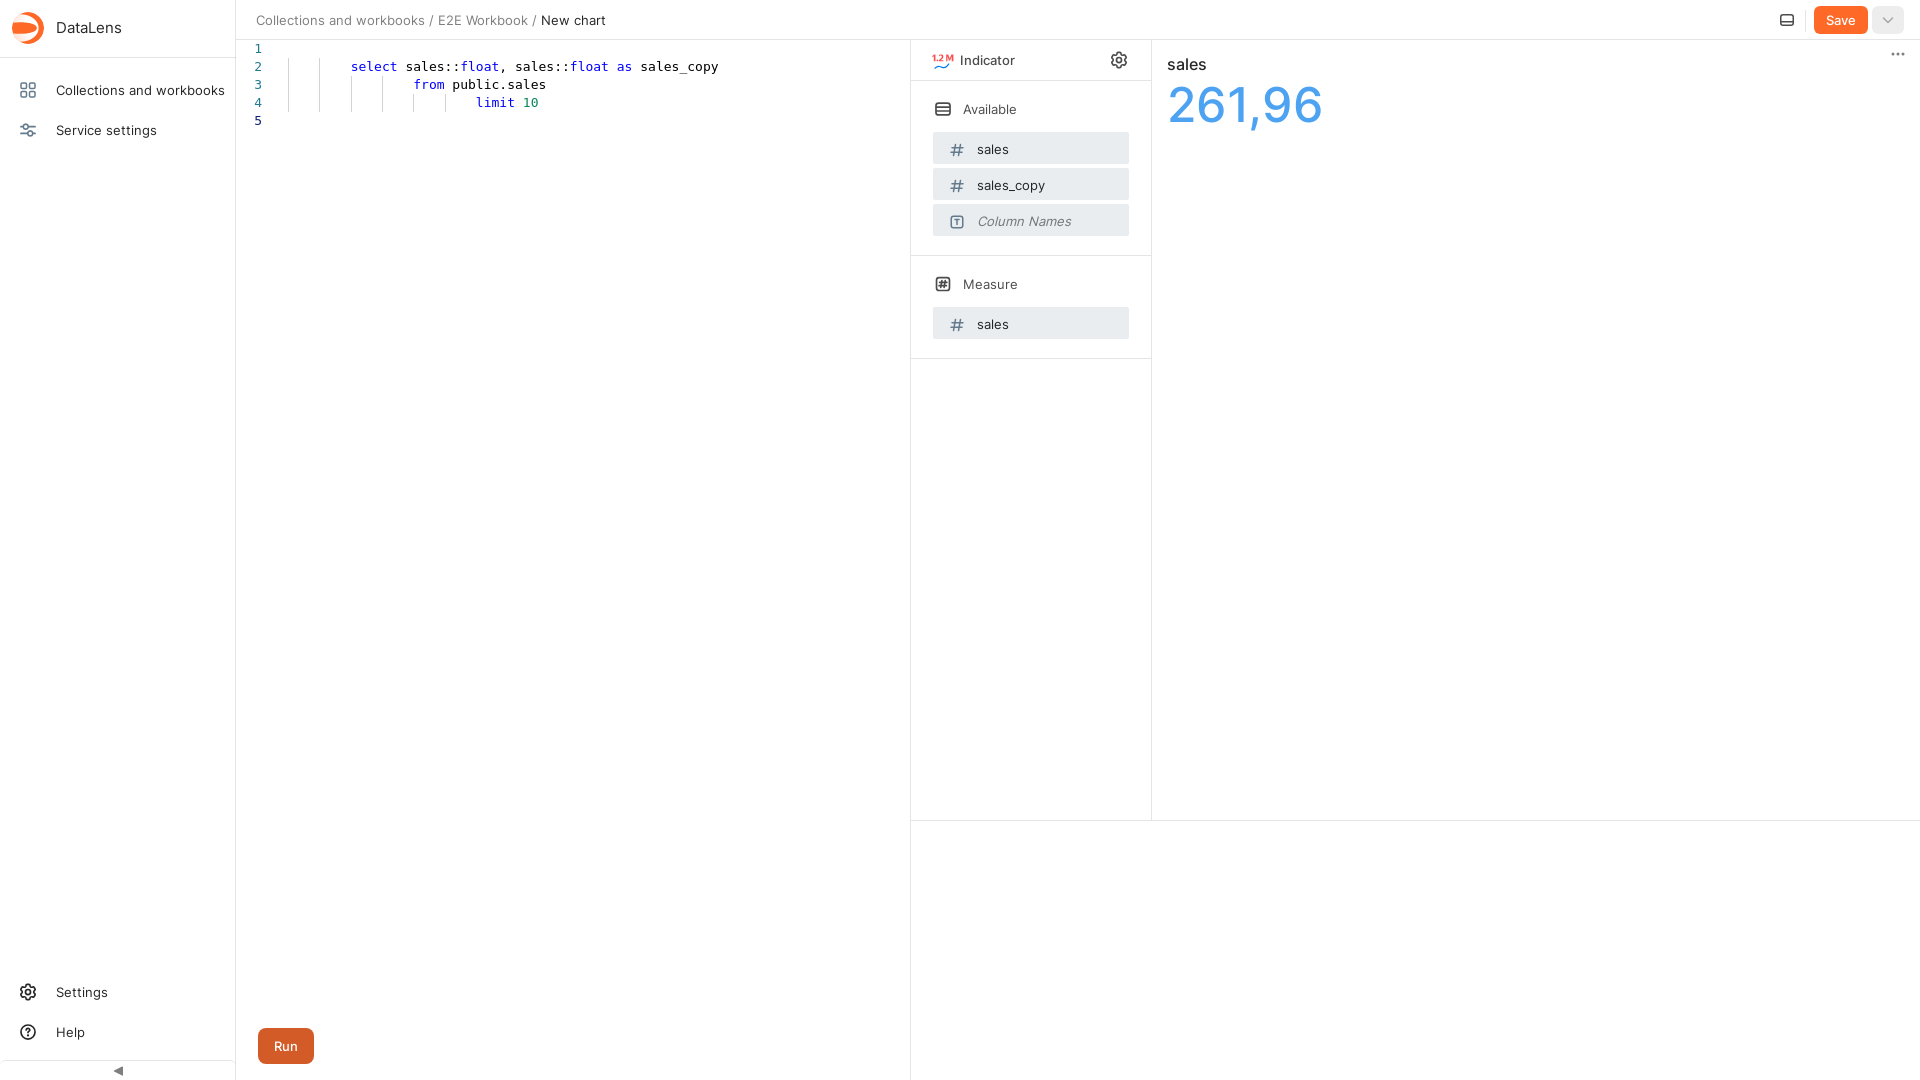 DataLens
Collections and workbooks
Service settings
Settings
Help
Collections and workbooks / E2E Workbook / New chart
Save
1
2 select sales::float, sales::float as sales_copy
3 from public.sales
4 limit 10
5
Run
1.2M Indicator
Available
sales
sales_copy
T Column Names
Measure
sales
sales
261,96